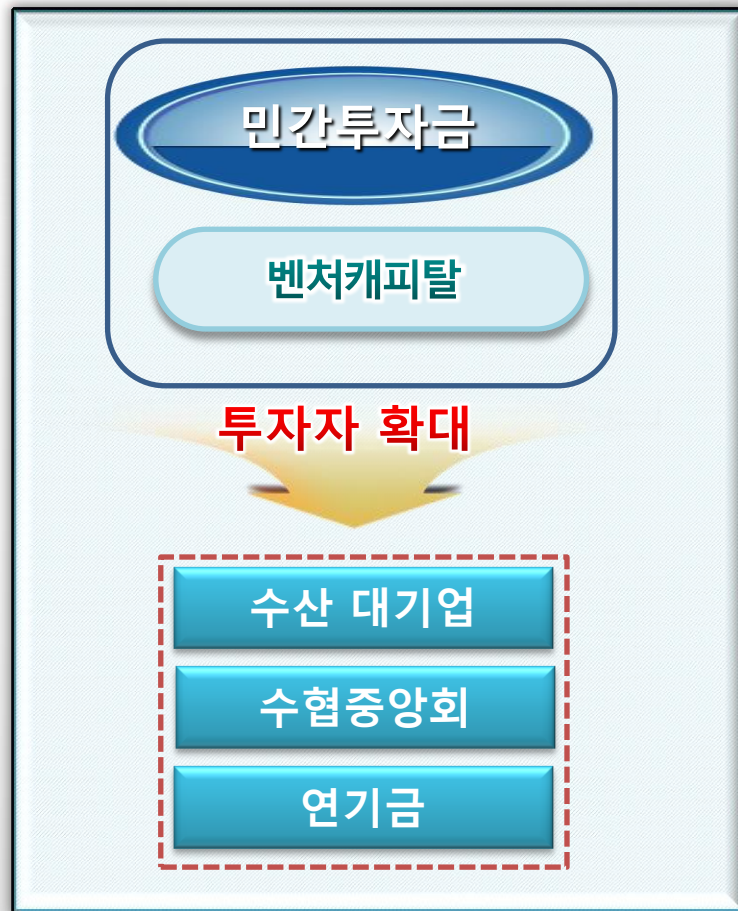 민간투자금
벤처캐피탈
투자자 확대
수산 대기업
수협중앙회
연기금